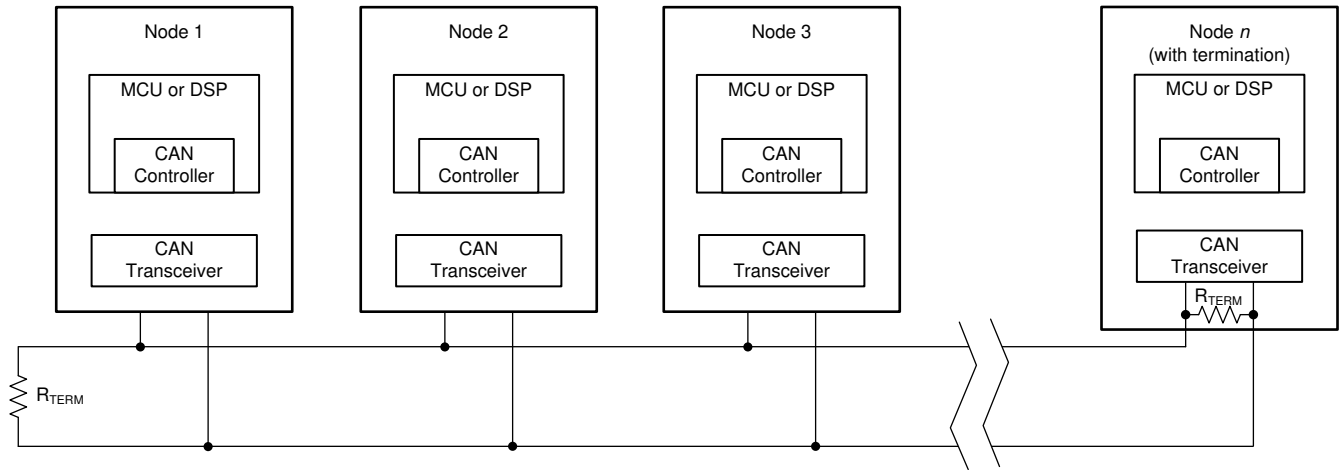 Node 1
MCU or DSP
CAN
Controller
CAN
Transceiver
Node 2
MCU or DSP
CAN
Controller
CAN
Transceiver
Node 3
MCU or DSP
CAN
Controller
CAN
Transceiver
Node n
(with termination)
MCU or DSP
CAN
Controller
CAN
Transceiver
RTERM
RTERM